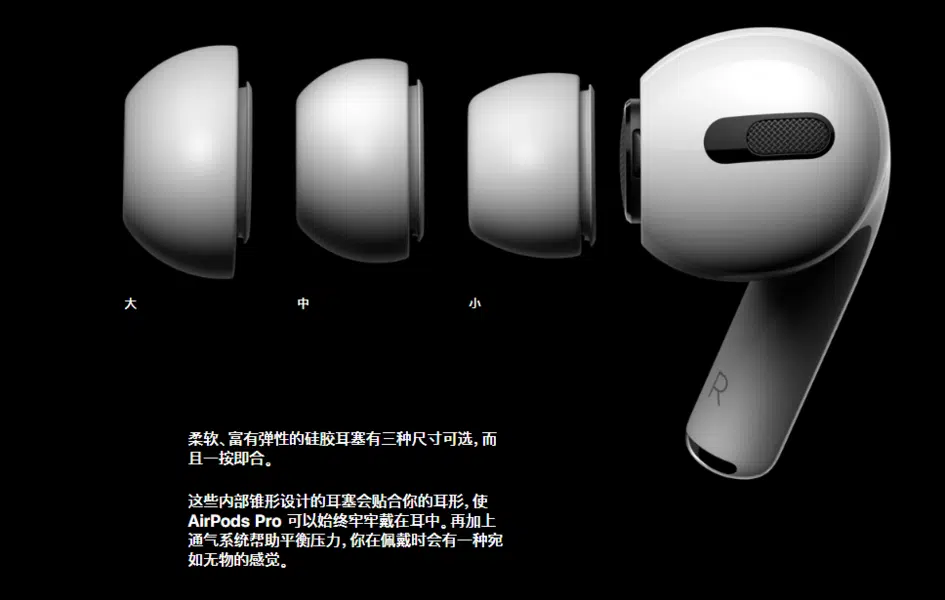 大
中
小
R
柔软、富有弹性的硅胶耳塞有三种尺寸可选，而
且一按即合。
这些内部锥形设计的耳塞会贴合你的耳形，使
AirPods Pro 可以始终牢牢戴在耳中。再加上
通气系统帮助平衡压力，你在佩戴时会有一种宛
如无物的感觉。